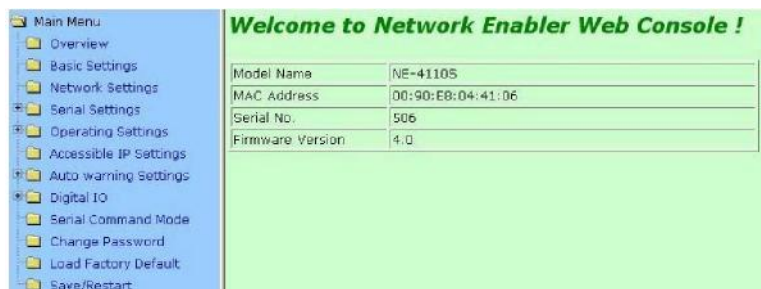 Main Menu
Overview
Basic Settings
Network Settings
Serial Settings
Operating Settings
Accessible IP Settings
Auto warning Settings
Digital IO
Serial Command Mode
Change Password
Load Factory Default
Save/Restart
Welcome to Network Enabler Web Console !
Model Name NE-4110S
MAC Address 00:90:E8:04:41:06
Serial No. 506
Firmware Version 4.0